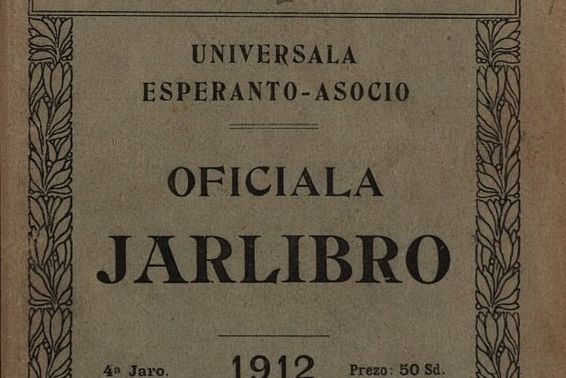 UNIVERSALA
ESPERANTO-ASOCIO
OFICIALA
JARLIBRO
4ª Jaro. 1912 Prezo: 50 Sd.